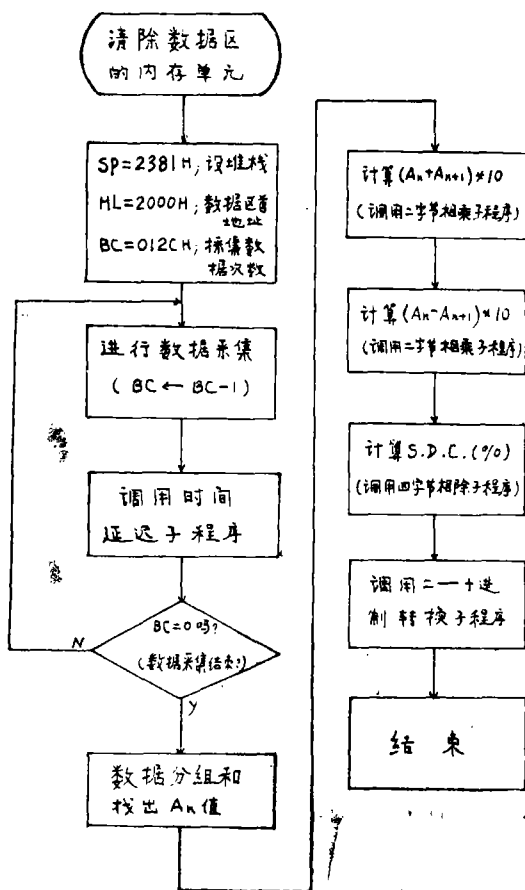 清除数据区
的内存单元
SP=2381H; 设堆栈
HL=2000H; 数据区首
地址
BC=012CH; 採集数
据次数
进行数据采集
( BC ← BC-1)
调用时间
延迟子程序
BC=0吗?
(数据采集结束?)
N
Y
数据分组和
找出 An值
计算(An+An+1)*10
(调用二字节相乘子程序)
计算(An-An+1)*10
(调用二字节相乘子程序)
计算S.D.C.(%)
(调用四字节相除子程序)
调用二一十进
制转换子程序
结束